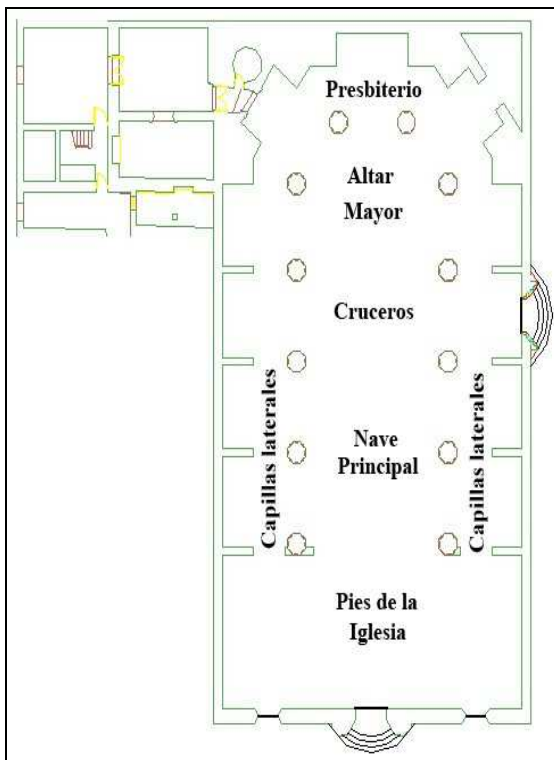 Presbiterio
Altar
Mayor
Cruceros
Capillas laterales
Nave
Principal
Capillas laterales
Pies de la
Iglesia